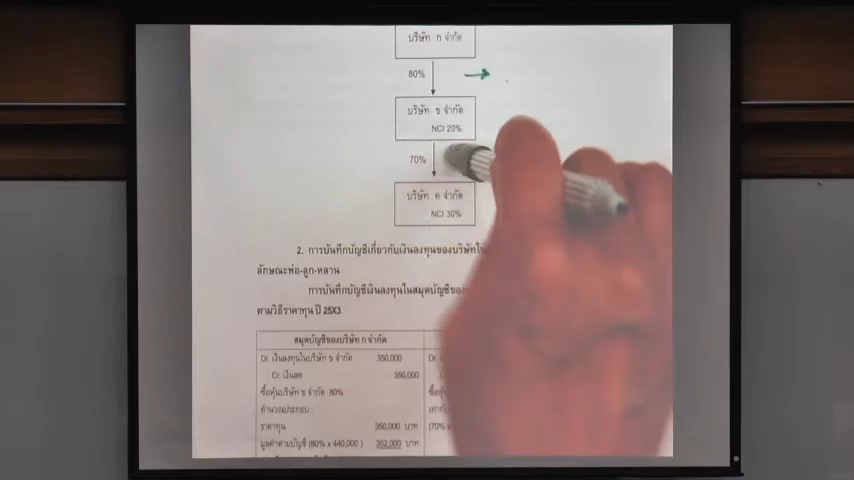 บริษัท ก จำกัด
80%
บริษัท ข จำกัด
NCI 20%
70%
บริษัท ค จำกัด
NCI 30%
2. การบันทึกบัญชีเกี่ยวกับเงินลงทุนของบริษัทใน
ลักษณะพ่อ-ลูก-หลาน
การบันทึกบัญชีเงินลงทุนในสมุดบัญชีของ
ตามวิธีราคาทุน ปี 25X3
สมุดบัญชีของบริษัท ก จำกัด
Dr. เงินลงทุนในบริษัท ข จำกัด 350,000
Cr. เงินสด 350,000
ซื้อหุ้นบริษัท ข จำกัด 80%
คำนวณประกอบ :
ราคาทุน 350,000 บาท
มูลค่าตามบัญชี (80% x 440,000 ) 352,000 บาท
Dr.
ซื้อหุ้
(เท่ากับ
(70% x